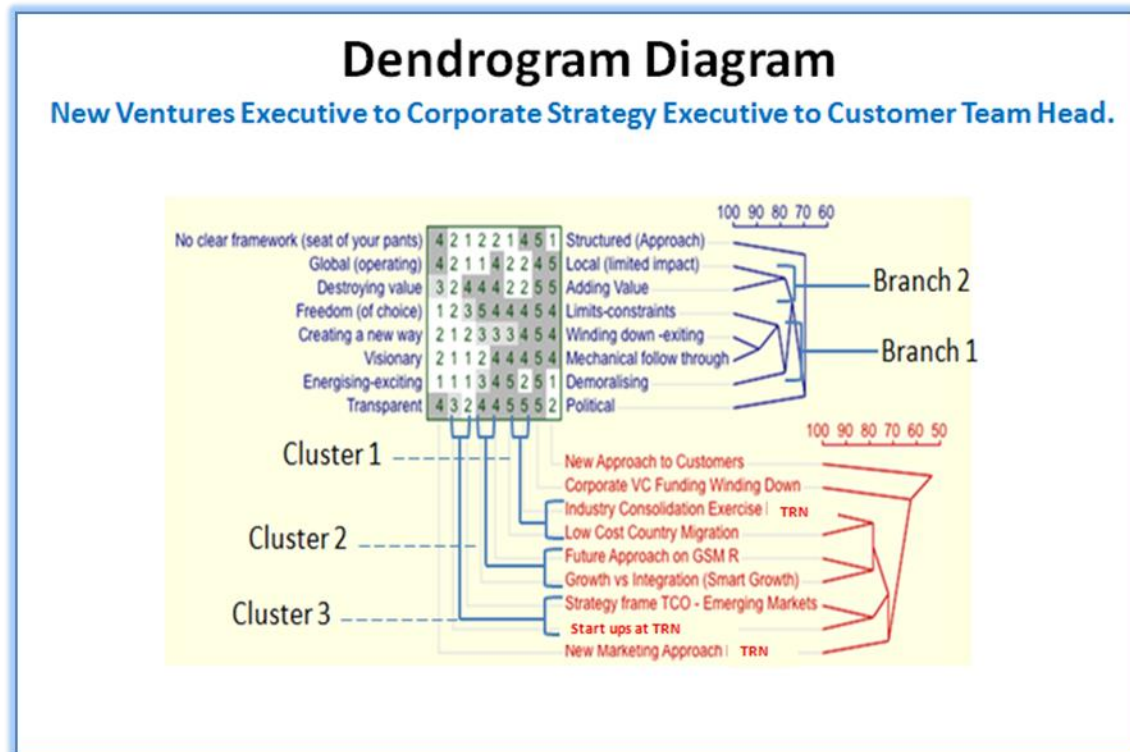 Dendrogram Diagram
New Ventures Executive to Corporate Strategy Executive to Customer Team Head.
100 90 80 70 60
No clear framework (seat of your pants) 4 2 1 2 2 1 4 5 1 Structured (Approach)
Global (operating) 4 2 1 1 4 2 2 4 5 Local (limited impact)
Destroying value 3 2 4 4 4 2 2 5 5 Adding Value
Branch 2
Freedom (of choice) 1 2 3 5 4 4 4 5 4 Limits-constraints
Creating a new way 2 1 2 3 3 3 4 5 4 Winding down -exiting
Visionary 2 1 1 2 4 4 4 5 4 Mechanical follow through
Branch 1
Energising-exciting 1 1 1 3 4 5 2 5 1 Demoralising
Transparent 4 3 2 4 4 5 5 5 2 Political
100 90 80 70 60 50
Cluster 1
New Approach to Customers
Corporate VC Funding Winding Down
Industry Consolidation Exercise TRN
Low Cost Country Migration
Cluster 2
Future Approach on GSM R
Growth vs Integration (Smart Growth)
Strategy frame TCO - Emerging Markets
Cluster 3
Start ups at TRN
New Marketing Approach TRN